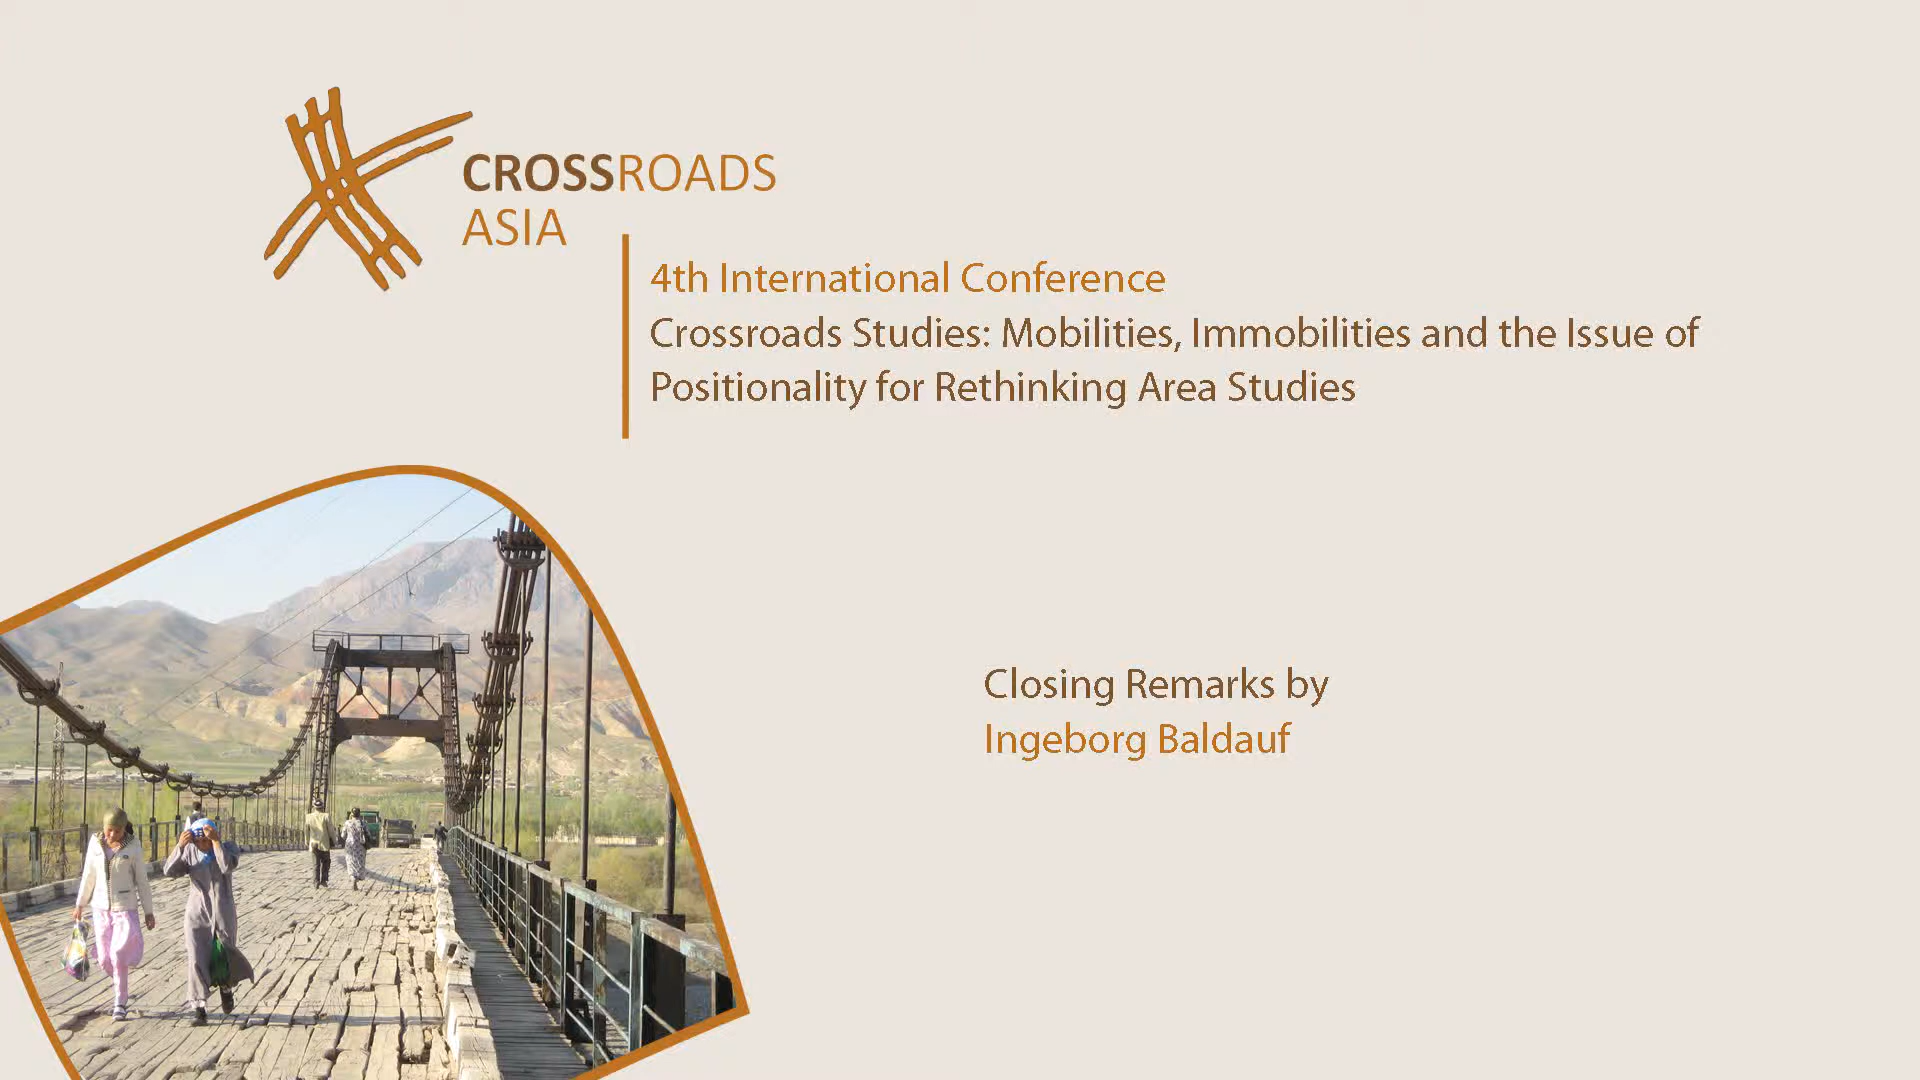 CROSSROADS
ASIA
4th International Conference
Crossroads Studies: Mobilities, Immobilities and the Issue of
Positionality for Rethinking Area Studies
Closing Remarks by
Ingeborg Baldauf